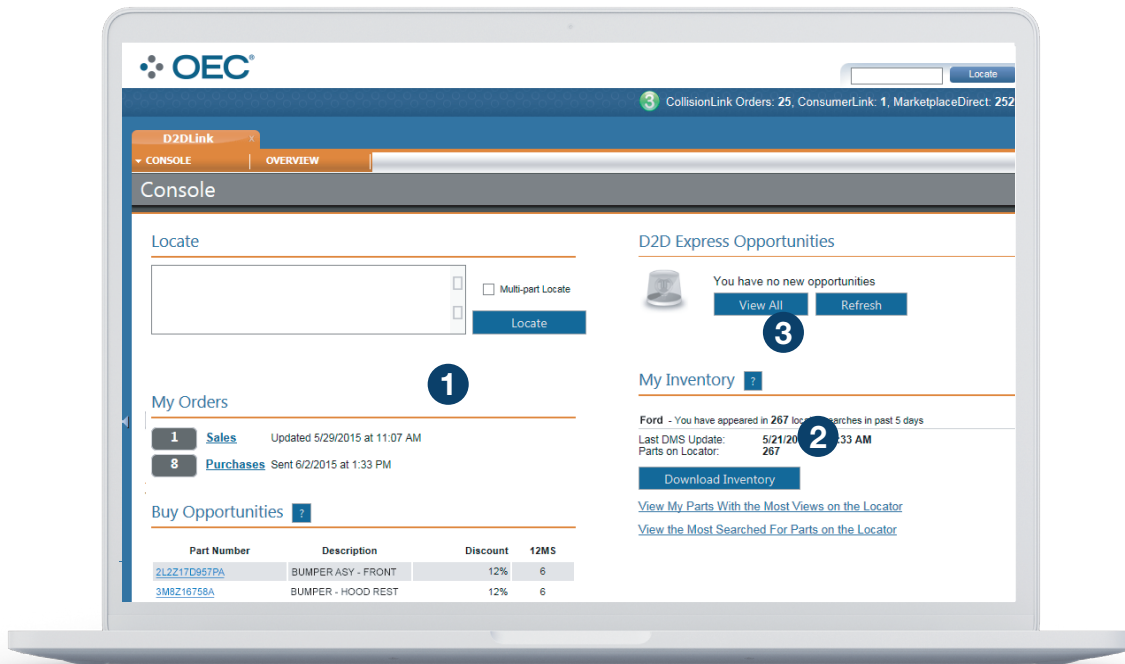 OEC®
Locate
3 CollisionLink Orders: 25, ConsumerLink: 1, MarketplaceDirect: 252
D2DLink x
CONSOLE OVERVIEW
Console
Locate
Multi-part Locate
Locate
1
My Orders
1 Sales Updated 5/29/2015 at 11:07 AM
8 Purchases Sent 6/2/2015 at 1:33 PM
Buy Opportunities ?
Part Number Description Discount 12MS
2L2Z17D957PA BUMPER ASY - FRONT 12% 6
3M8Z16758A BUMPER - HOOD REST 12% 6
D2D Express Opportunities
You have no new opportunities
View All Refresh
3
My Inventory ?
Ford - You have appeared in 267 searches in past 5 days
2
Last DMS Update: 5/21/20 :33 AM
Parts on Locator: 267
Download Inventory
View My Parts With the Most Views on the Locator
View the Most Searched For Parts on the Locator